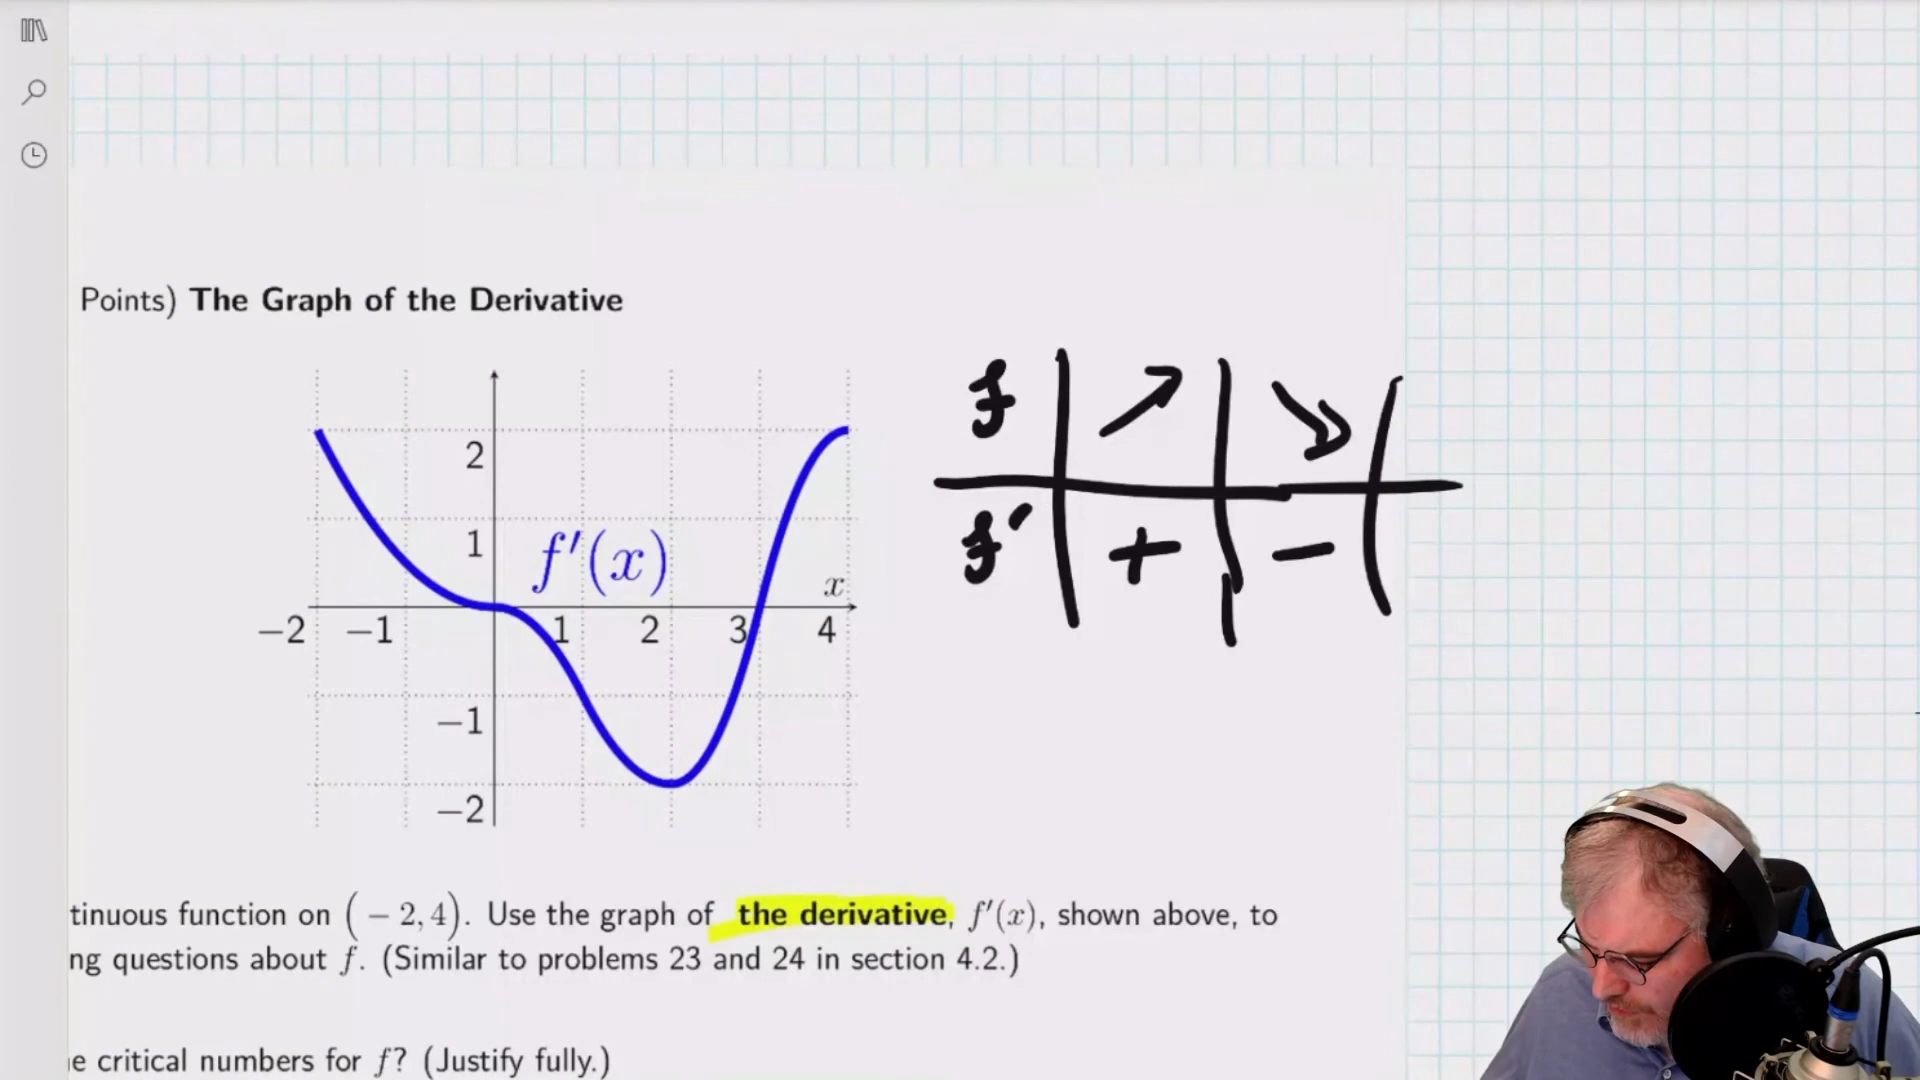 Points) The Graph of the Derivative
2
1
f′(x)
x
−2 −1 1 2 3 4
−1
−2
f
f′ + −
tinuous function on (−2, 4). Use the graph of the derivative, f′(x), shown above, to
ng questions about f. (Similar to problems 23 and 24 in section 4.2.)
e critical numbers for f? (Justify fully.)